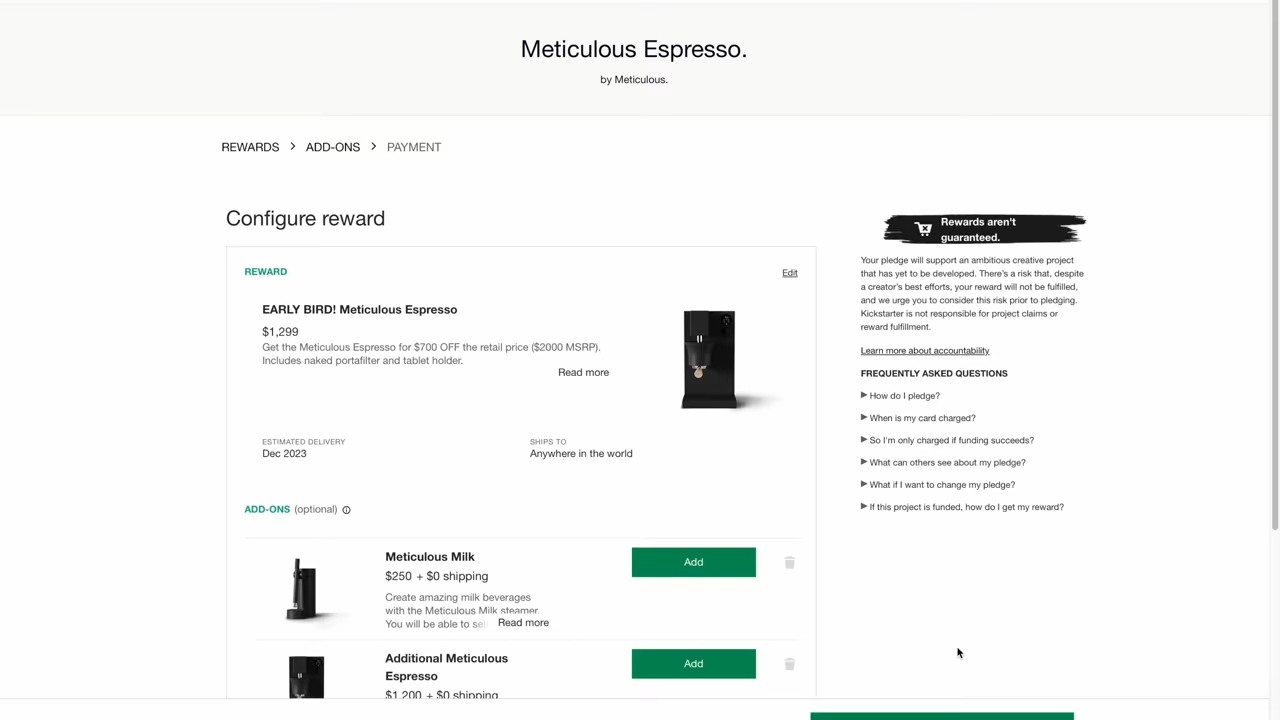 Meticulous Espresso.
by Meticulous.
REWARDS > ADD-ONS > PAYMENT
Configure reward
REWARD
Edit
EARLY BIRD! Meticulous Espresso
$1,299
Get the Meticulous Espresso for $700 OFF the retail price ($2000 MSRP).
Includes naked portafilter and tablet holder.
Read more
ESTIMATED DELIVERY
Dec 2023
SHIPS TO
Anywhere in the world
ADD-ONS (optional)
Meticulous Milk
$250 + $0 shipping
Create amazing milk beverages
with the Meticulous Milk steamer.
You will be able to
Read more
Add
Additional Meticulous
Espresso
$1,200 + $0 shipping
Add
Rewards aren't
guaranteed.
Your pledge will support an ambitious creative project
that has yet to be developed. There's a risk that, despite
a creator's best efforts, your reward will not be fulfilled,
and we urge you to consider this risk prior to pledging.
Kickstarter is not responsible for project claims or
reward fulfillment.
Learn more about accountability
FREQUENTLY ASKED QUESTIONS
How do I pledge?
When is my card charged?
So I'm only charged if funding succeeds?
What can others see about my pledge?
What if I want to change my pledge?
If this project is funded, how do I get my reward?